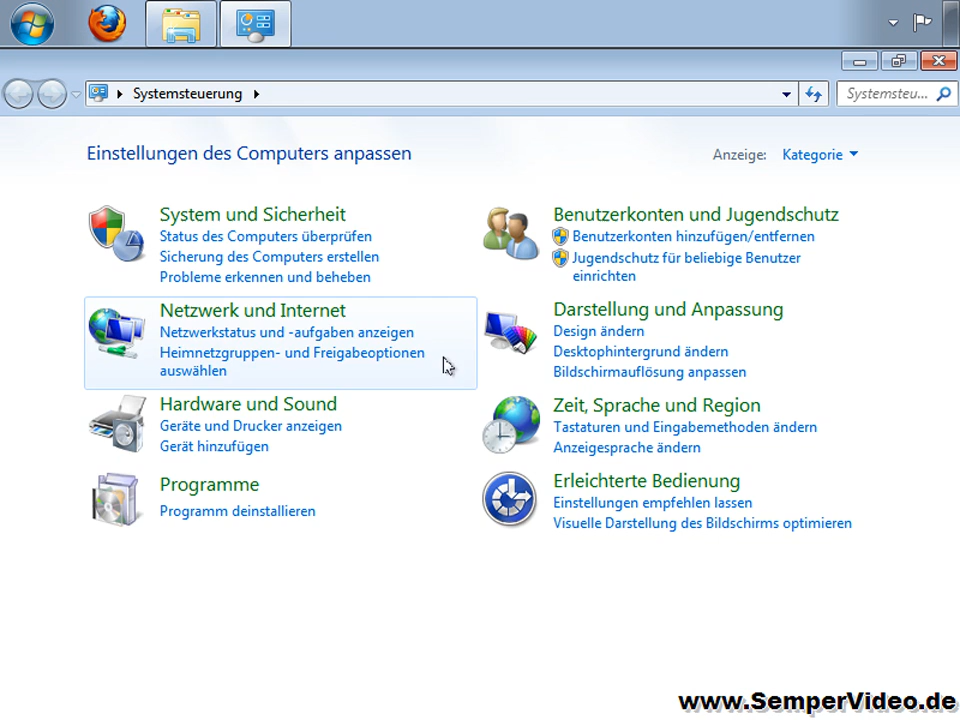 Systemsteuerung
Systemsteu...
Einstellungen des Computers anpassen
Anzeige: Kategorie
System und Sicherheit
Status des Computers überprüfen
Sicherung des Computers erstellen
Probleme erkennen und beheben
Netzwerk und Internet
Netzwerkstatus und -aufgaben anzeigen
Heimnetzgruppen- und Freigabeoptionen
auswählen
Hardware und Sound
Geräte und Drucker anzeigen
Gerät hinzufügen
Programme
Programm deinstallieren
Benutzerkonten und Jugendschutz
Benutzerkonten hinzufügen/entfernen
Jugendschutz für beliebige Benutzer
einrichten
Darstellung und Anpassung
Design ändern
Desktophintergrund ändern
Bildschirmauflösung anpassen
Zeit, Sprache und Region
Tastaturen und Eingabemethoden ändern
Anzeigesprache ändern
Erleichterte Bedienung
Einstellungen empfehlen lassen
Visuelle Darstellung des Bildschirms optimieren
www.SemperVideo.de